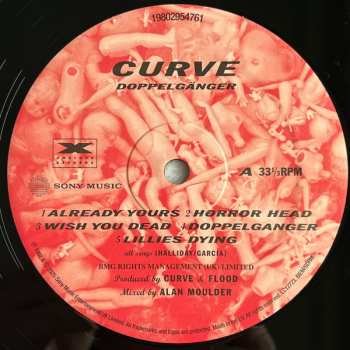 19802954761
CURVE
DOPPELGÄNGER
SONY MUSIC
A 33⅓RPM
1 ALREADY YOURS 2 HORROR HEAD
3 WISH YOU DEAD 4 DOPPELGANGER
5 LILLIES DYING
all songs (HALLIDAY/GARCIA)
BMG RIGHTS MANAGEMENT (UK) LIMITED
Produced by CURVE & FLOOD
Mixed by ALAN MOULDER